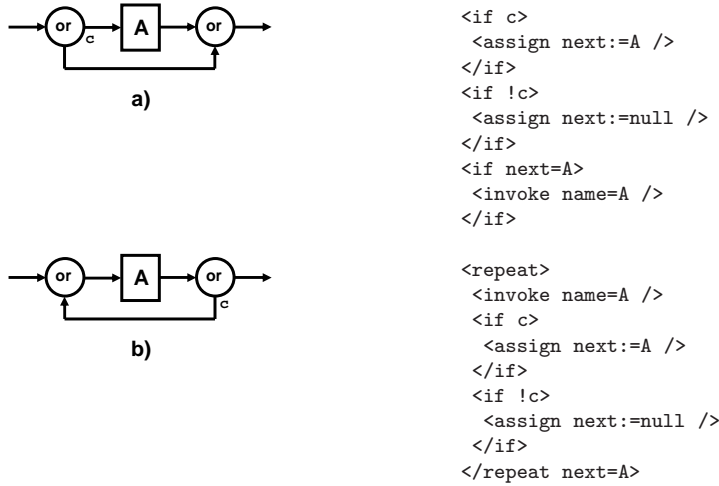 or
c
A
or
a)
<if c>
<assign next:=A />
</if>
<if !c>
<assign next:=null />
</if>
<if next=A>
<invoke name=A />
</if>
or
A
or
c
b)
<repeat>
<invoke name=A />
<if c>
<assign next:=A />
</if>
<if !c>
<assign next:=null />
</if>
</repeat next=A>